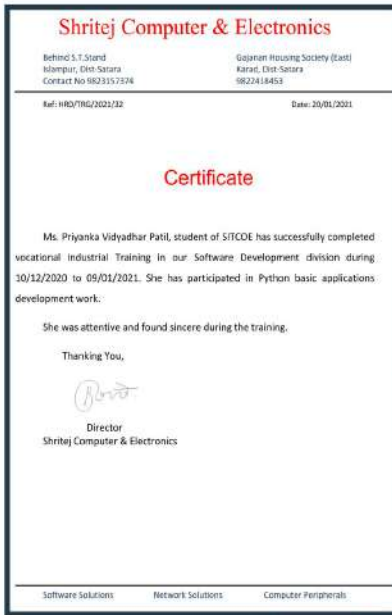 Shritej Computer & Electronics
Behind S.T.Stand
Islampur, Dist-Satara
Contact No 9823157374
Gajanan Housing Society (East)
Karad, Dist-Satara
9822418453
Ref: HRD/TRG/2021/32 Date: 20/01/2021
Certificate
Ms. Priyanka Vidyadhar Patil, student of SITCOE has successfully completed
vocational Industrial Training in our Software Development division during
10/12/2020 to 09/01/2021. She has participated in Python basic applications
development work.
She was attentive and found sincere during the training.
Thanking You,
Director
Shritej Computer & Electronics
Software Solutions Network Solutions Computer Peripherals